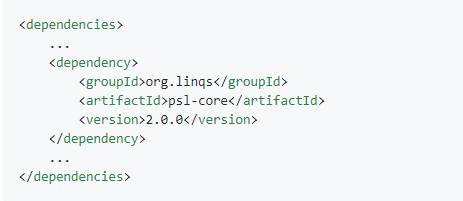 <dependencies>
    ...
    <dependency>
        <groupId>org.linqs</groupId>
        <artifactId>psl-core</artifactId>
        <version>2.0.0</version>
    </dependency>
    ...
</dependencies>